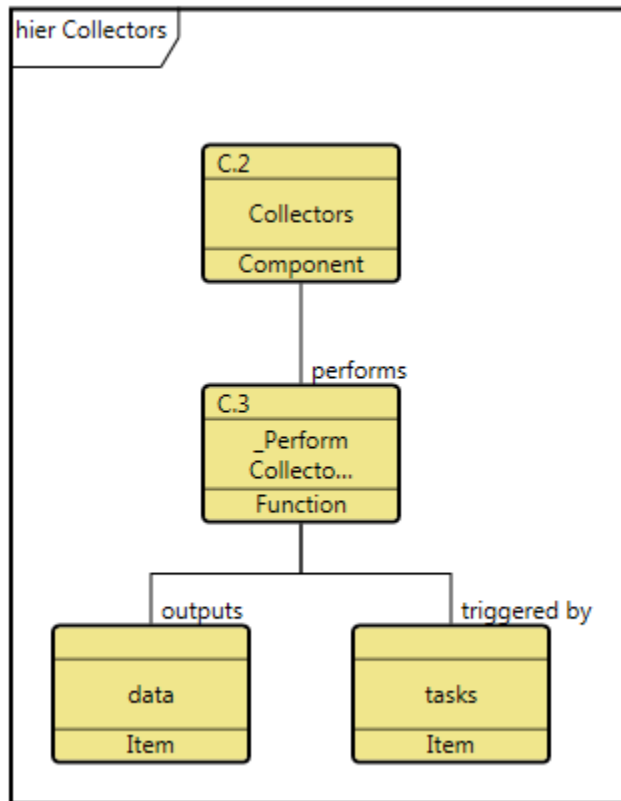 hier Collectors
C.2
Collectors
Component
performs
C.3
_Perform
Collecto...
Function
outputs
triggered by
data
tasks
Item
Item